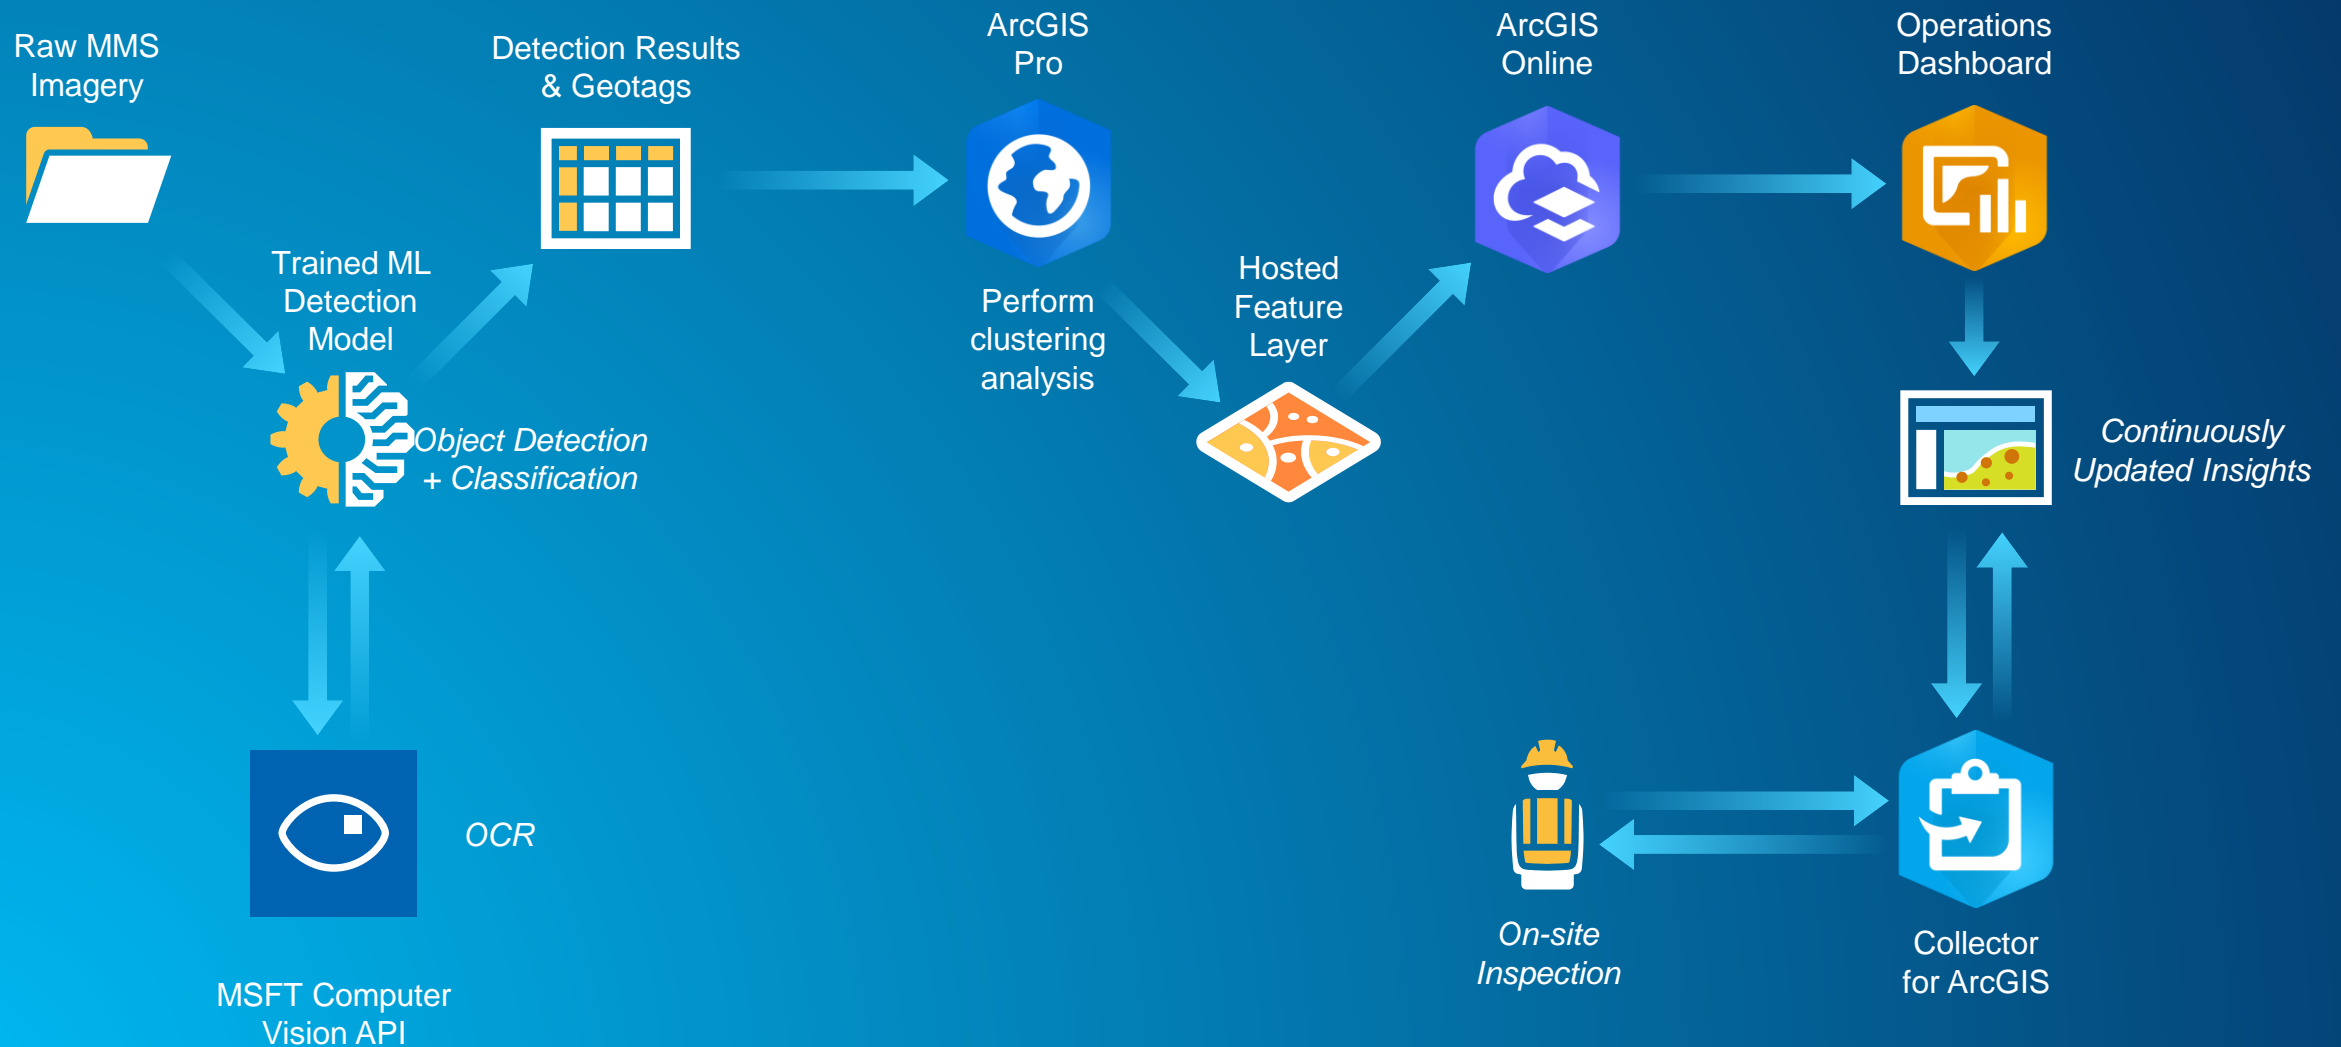 Raw MMS
Imagery
Detection Results
& Geotags
ArcGIS
Pro
ArcGIS
Online
Operations
Dashboard
Trained ML
Detection
Model
Perform
clustering
analysis
Hosted
Feature
Layer
Object Detection
+ Classification
Continuously
Updated Insights
OCR
On-site
Inspection
Collector
for ArcGIS
MSFT Computer
Vision API